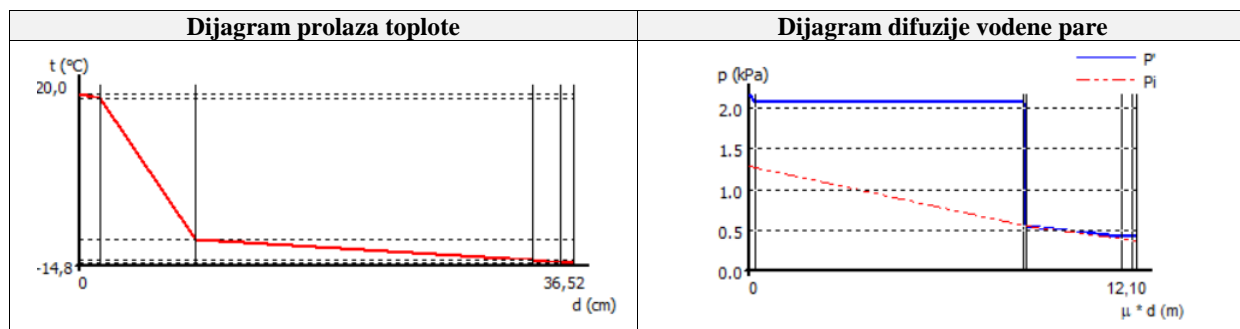 Dijagram prolaza toplote
Dijagram difuzije vodene pare
t (°C)
20,0
-14,8
0
36,52
d (cm)
p (kPa)
P'
Pi
2.0
1.5
1.0
0.5
0.0
0
12,10
µ * d (m)